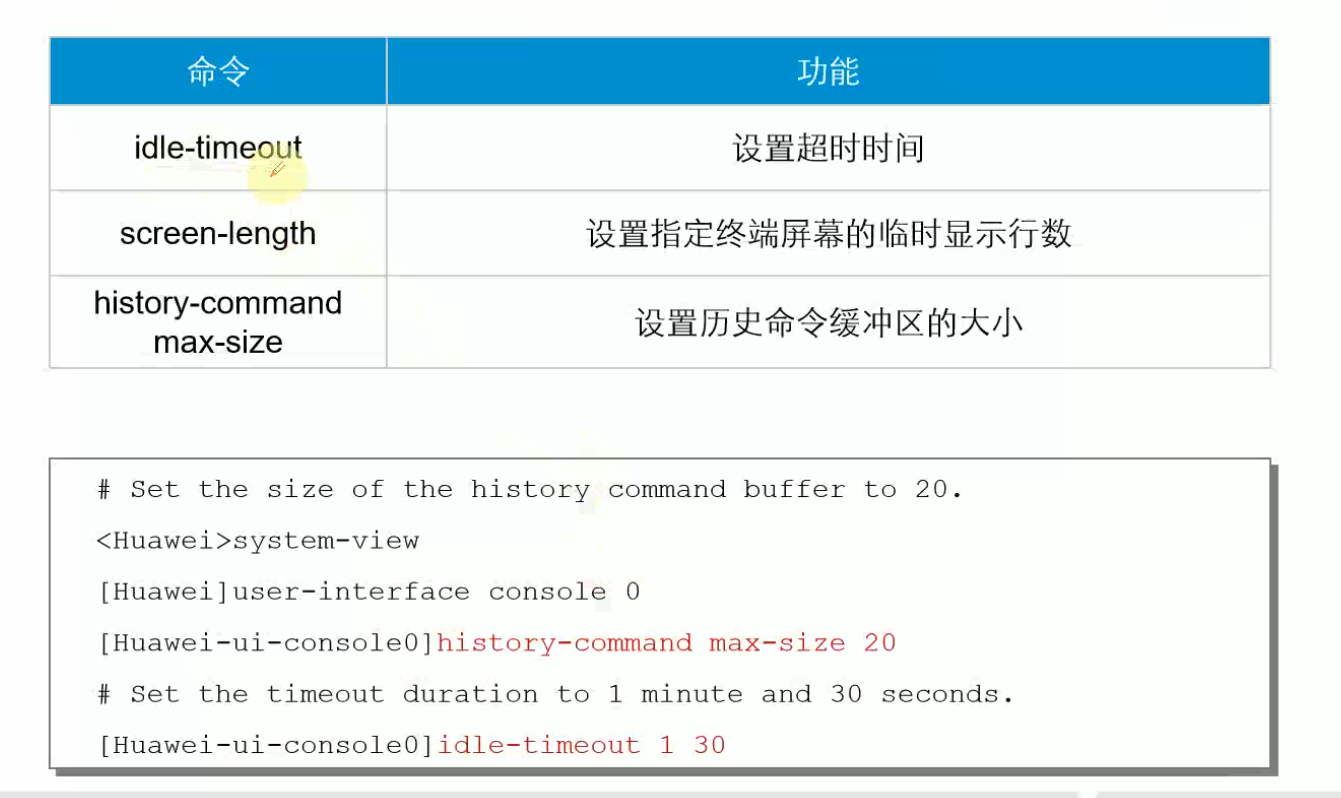 命令
功能
idle-timeout
设置超时时间
screen-length
设置指定终端屏幕的临时显示行数
history-command
max-size
设置历史命令缓冲区的大小
# Set the size of the history command buffer to 20.
<Huawei>system-view
[Huawei]user-interface console 0
[Huawei-ui-console0]history-command max-size 20
# Set the timeout duration to 1 minute and 30 seconds.
[Huawei-ui-console0]idle-timeout 1 30